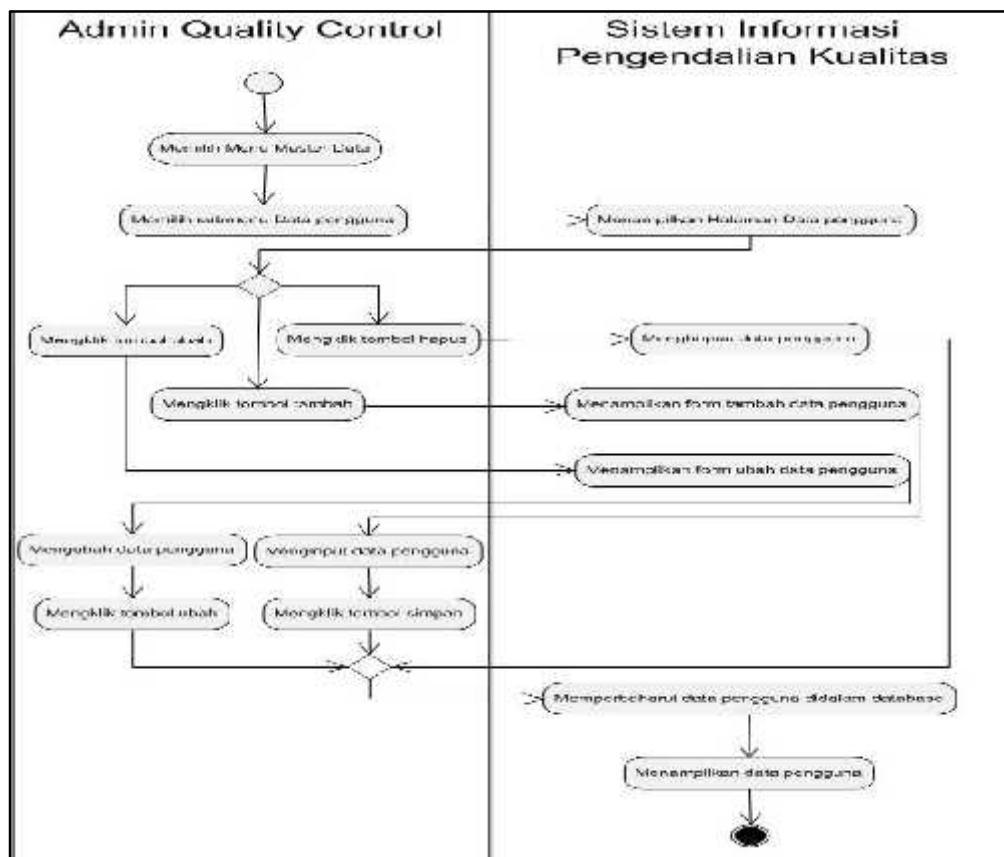 Admin Quality Control
Sistem Informasi
Pengendalian Kualitas
Memilih Menu Master Data
Memilih submenu Data pengguna
Menampilkan Halaman Data pengguna
Mengklik tombol ubah
Mengklik tombol hapus
Menghapus data pengguna
Mengklik tombol tambah
Menampilkan form tambah data pengguna
Menampilkan form ubah data pengguna
Mengubah data pengguna
Menginput data pengguna
Mengklik tombol ubah
Mengklik tombol simpan
Memperbaharui data pengguna didalam database
Menampilkan data pengguna